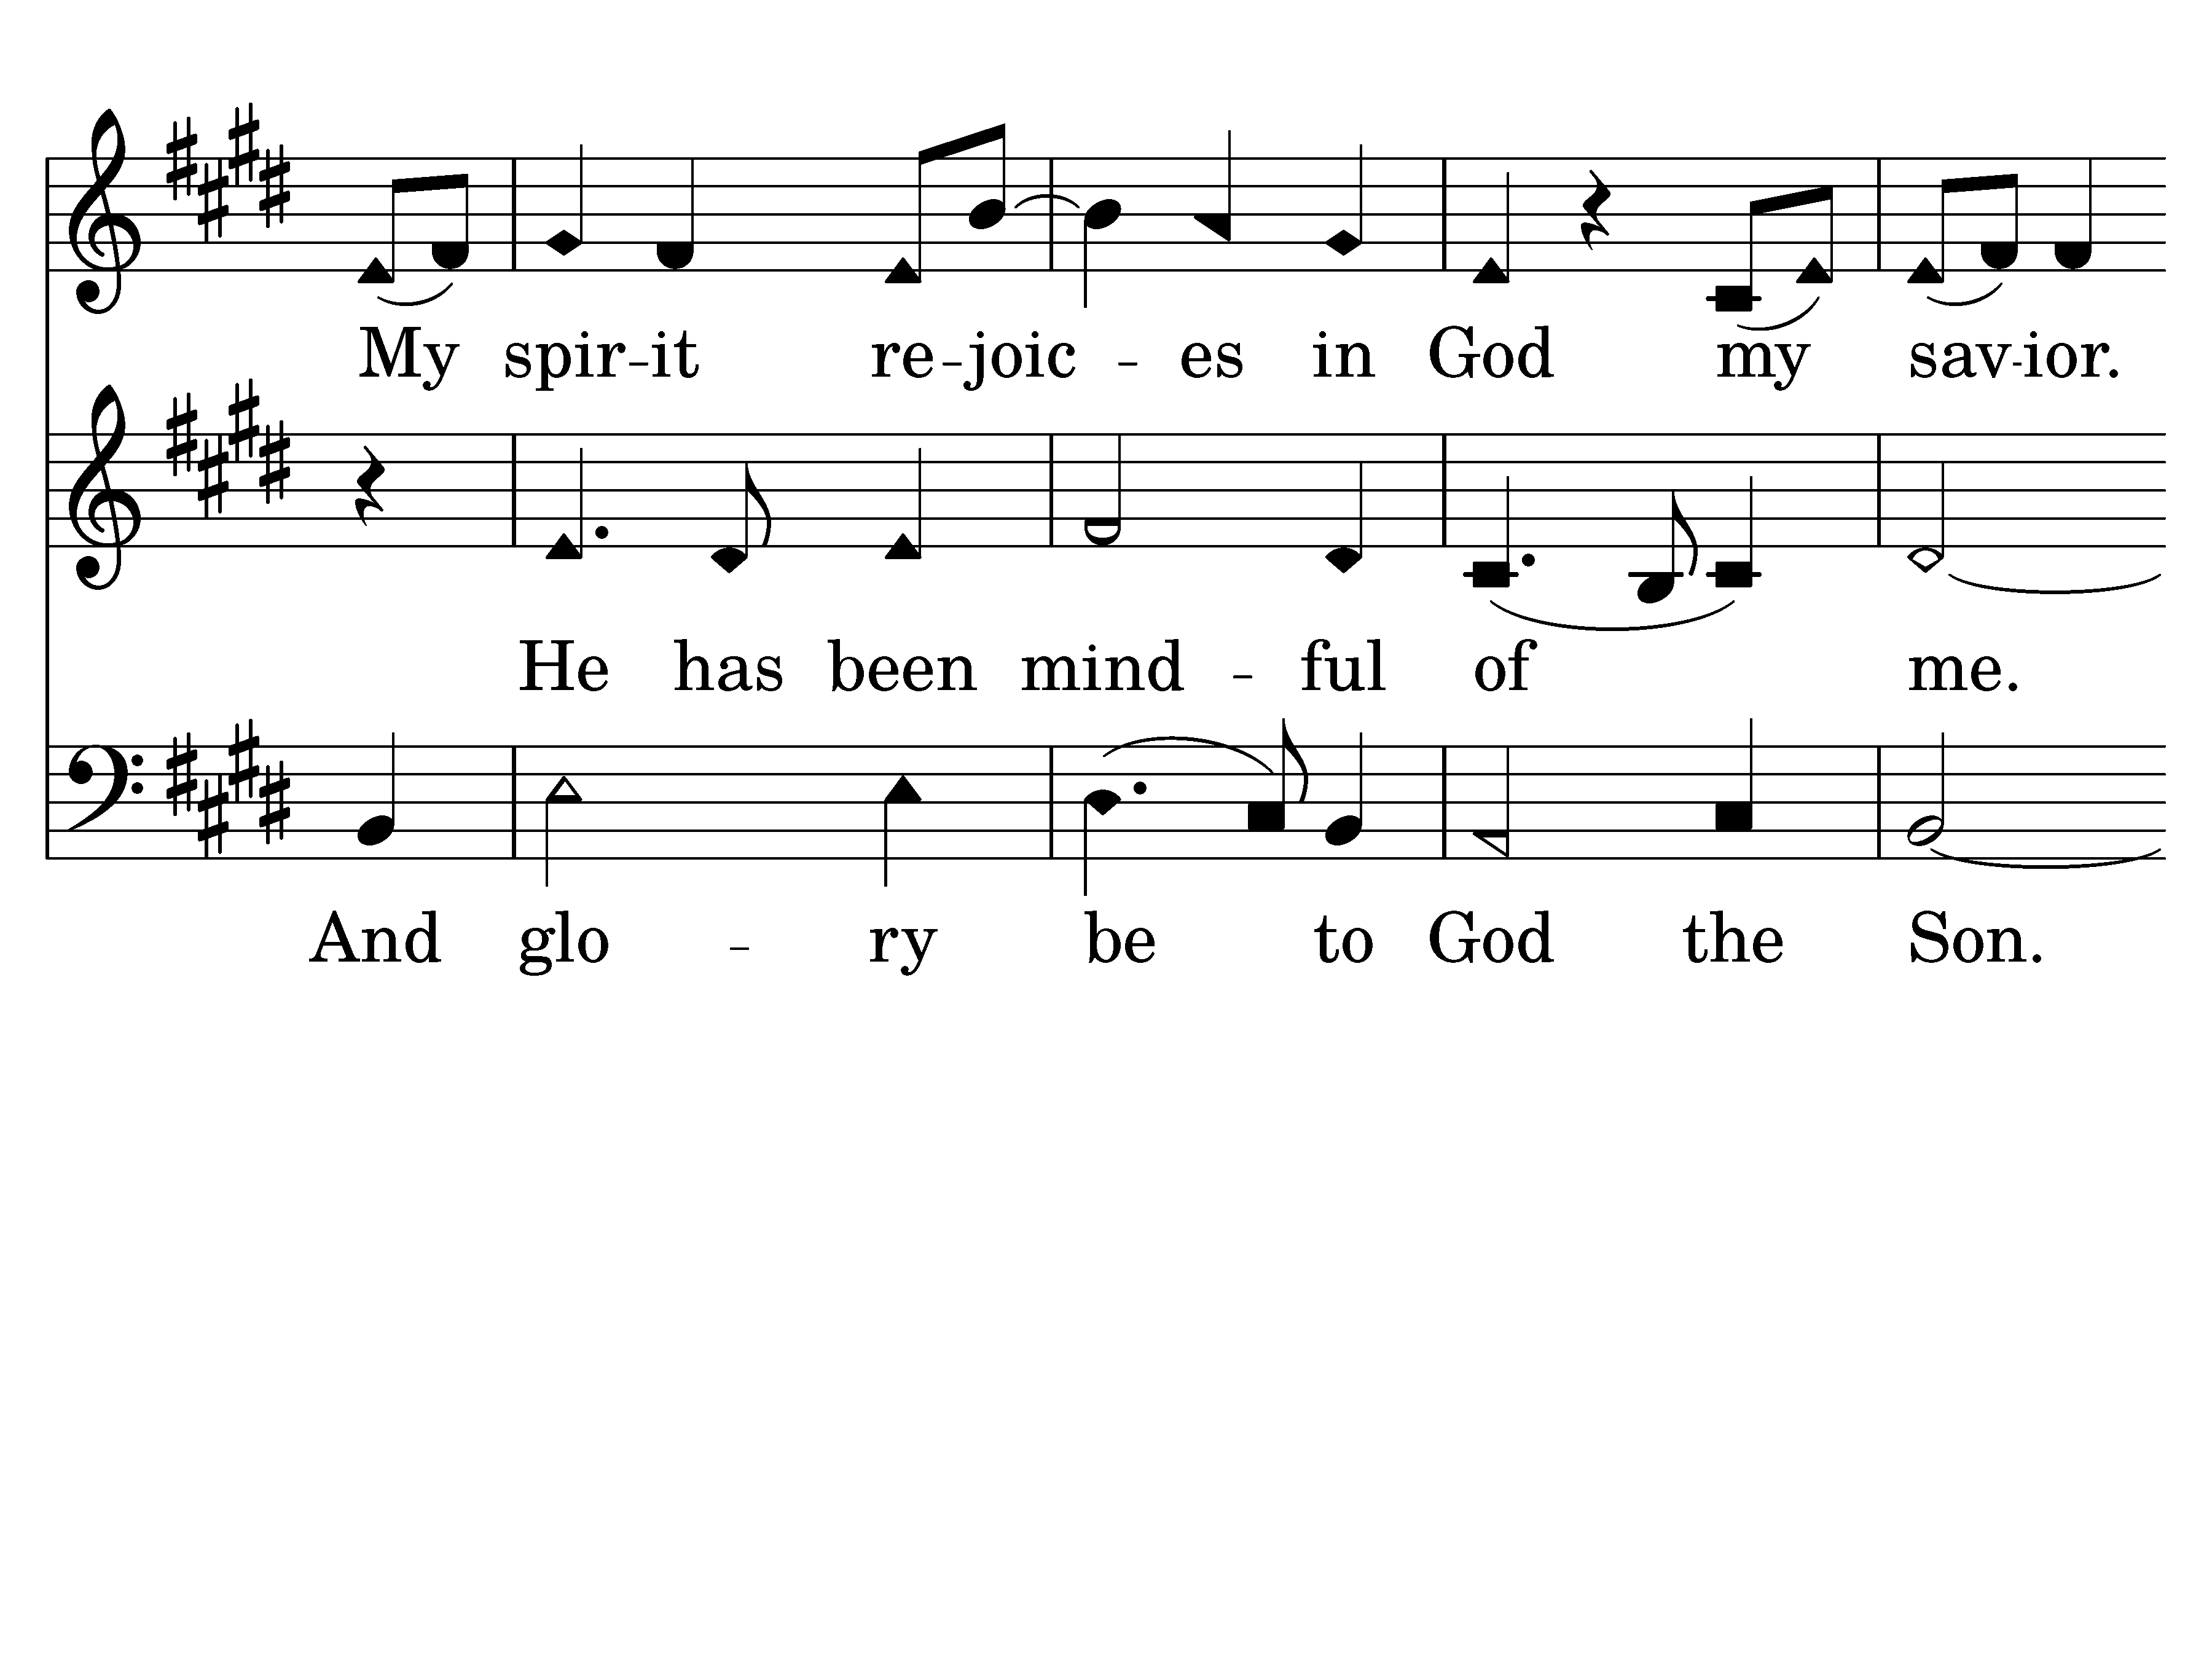 My spir-it re-joic - es in God my sav-ior.
He has been mind - ful of me.
And glo - ry be to God the Son.